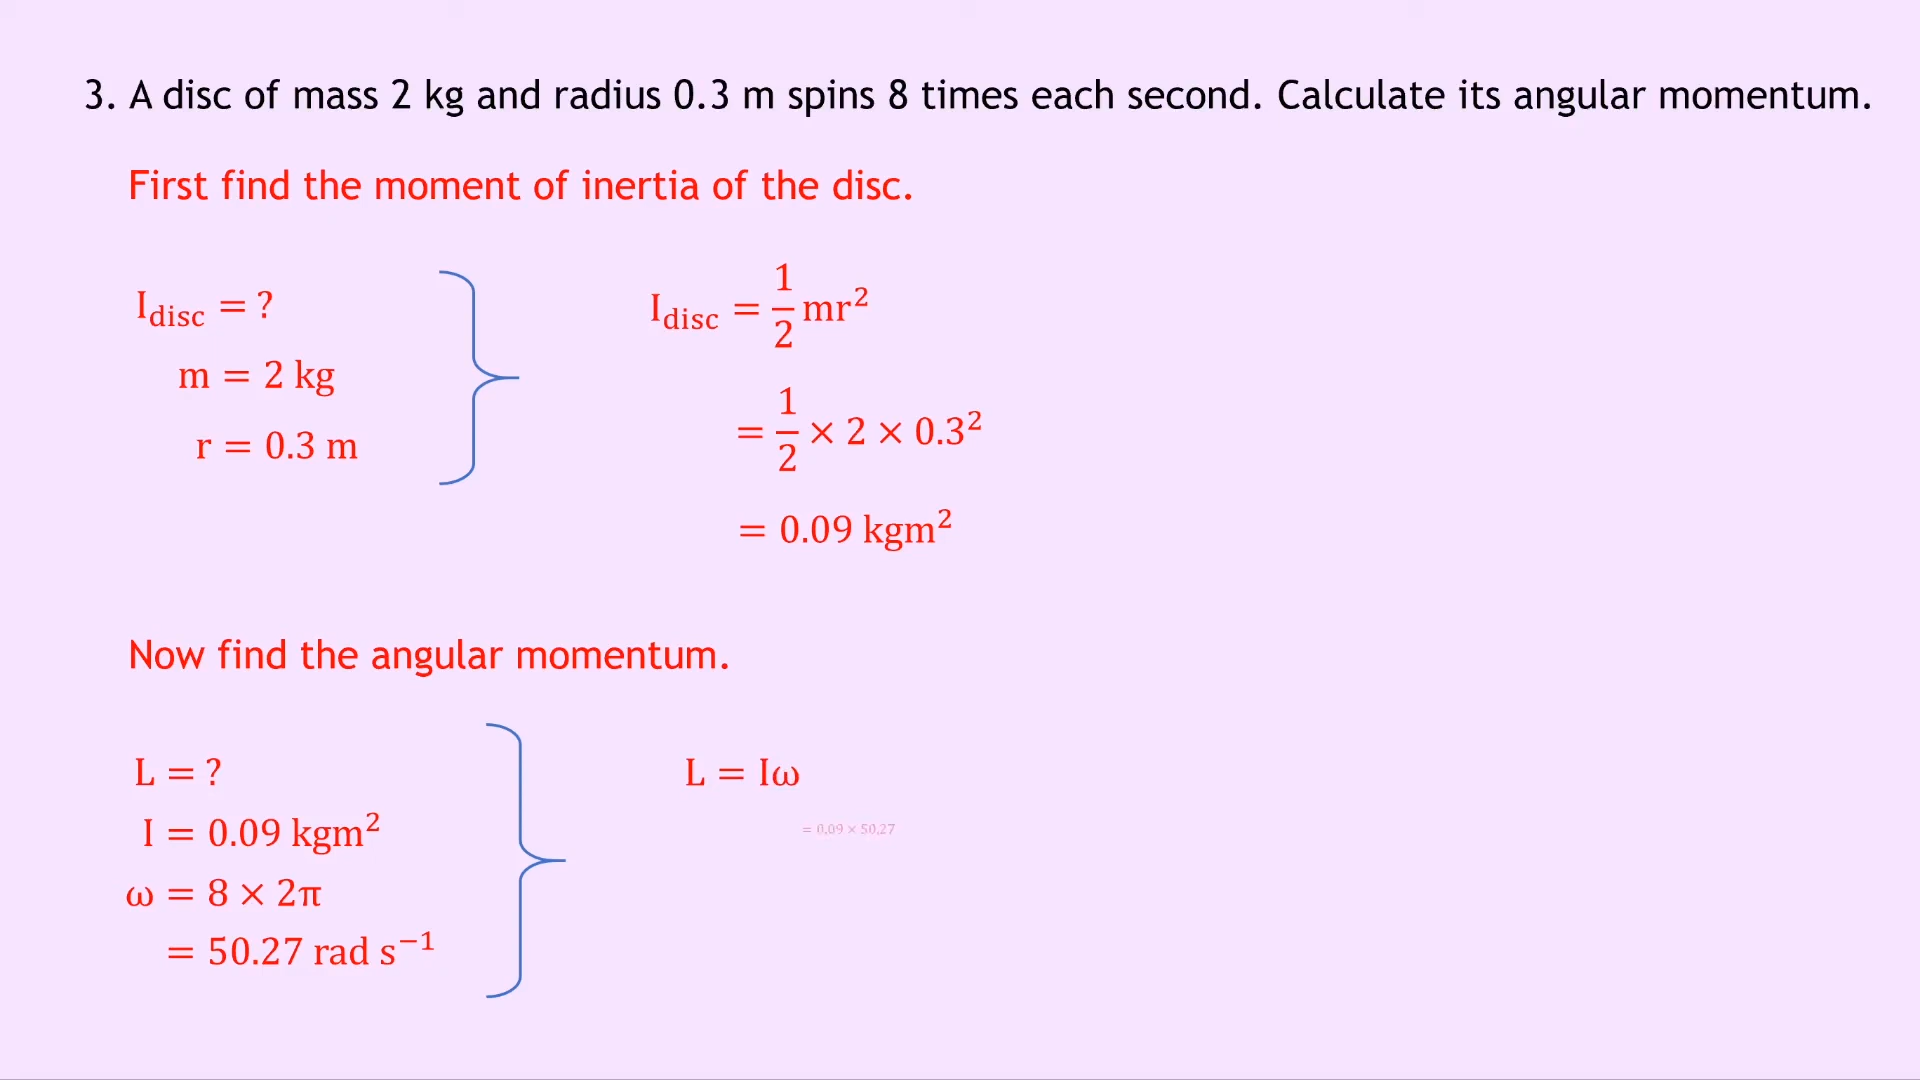 3. A disc of mass 2 kg and radius 0.3 m spins 8 times each second. Calculate its angular momentum.
First find the moment of inertia of the disc.
I_disc = ?
m = 2 kg
r = 0.3 m
I_disc = 1/2 mr²
= 1/2 × 2 × 0.3²
= 0.09 kgm²
Now find the angular momentum.
L = ?
I = 0.09 kgm²
ω = 8 × 2π
= 50.27 rad s⁻¹
L = Iω
= 0.09 × 50.27